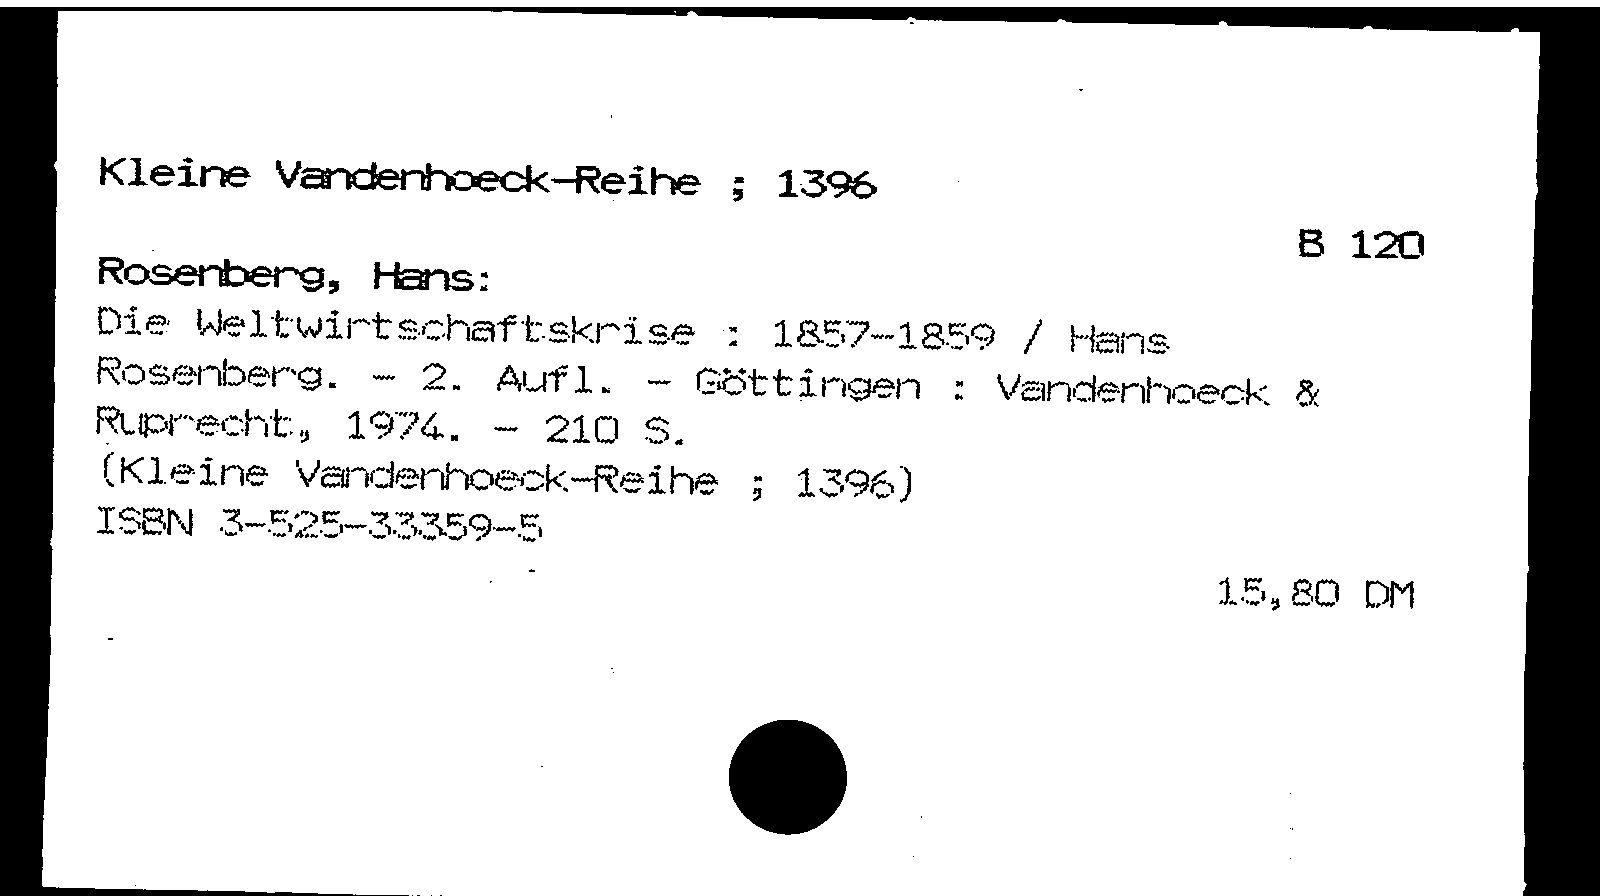 Kleine Vandenhoeck-Reihe ; 1396
B 120
Rosenberg, Hans:
Die Weltwirtschaftskrise : 1857-1859 / Hans
Rosenberg. - 2. Aufl. - Göttingen : Vandenhoeck &
Ruprecht, 1974. - 210 S.
(Kleine Vandenhoeck-Reihe ; 1396)
ISBN 3-525-33359-5
15,80 DM